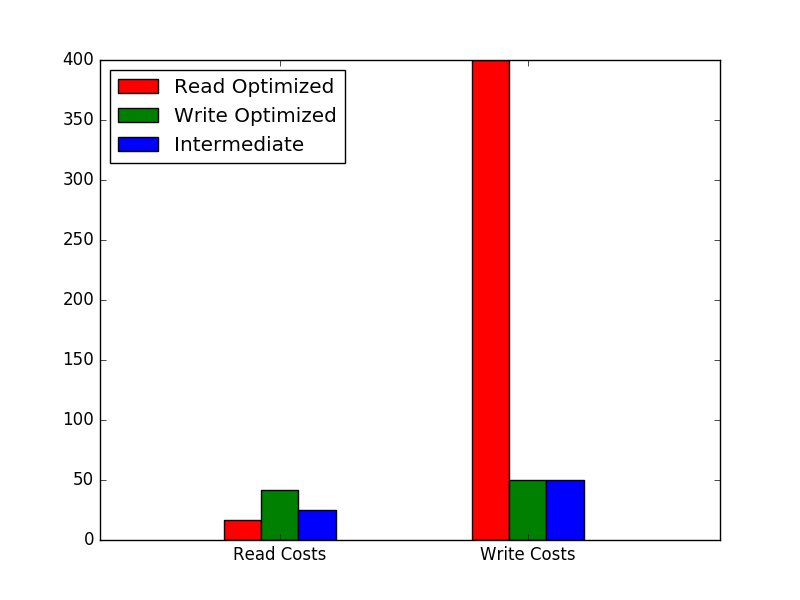 400
350
300
250
200
150
100
50
0
Read Optimized
Write Optimized
Intermediate
Read Costs
Write Costs